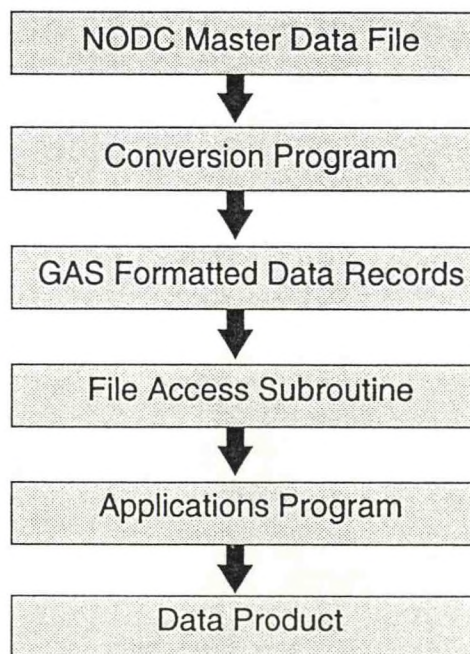 NODC Master Data File
Conversion Program
GAS Formatted Data Records
File Access Subroutine
Applications Program
Data Product